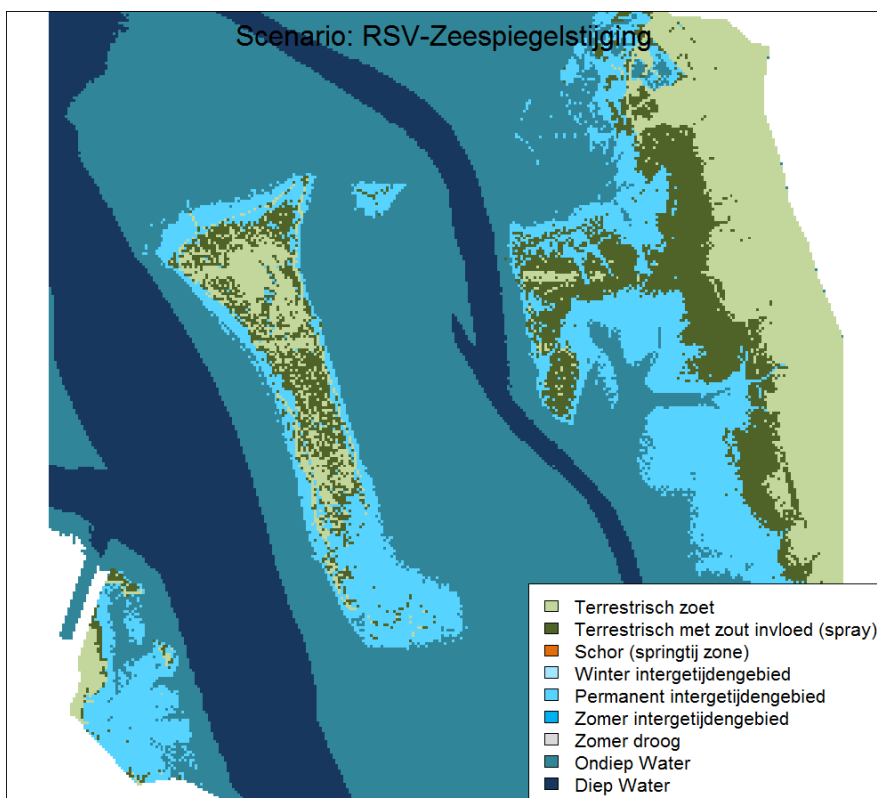 Scenario: RSV-Zeespiegelstijging
Terrestrisch zoet
Terrestrisch met zout invloed (spray)
Schor (springtij zone)
Winter intergetijdengebied
Permanent intergetijdengebied
Zomer intergetijdengebied
Zomer droog
Ondiep Water
Diep Water